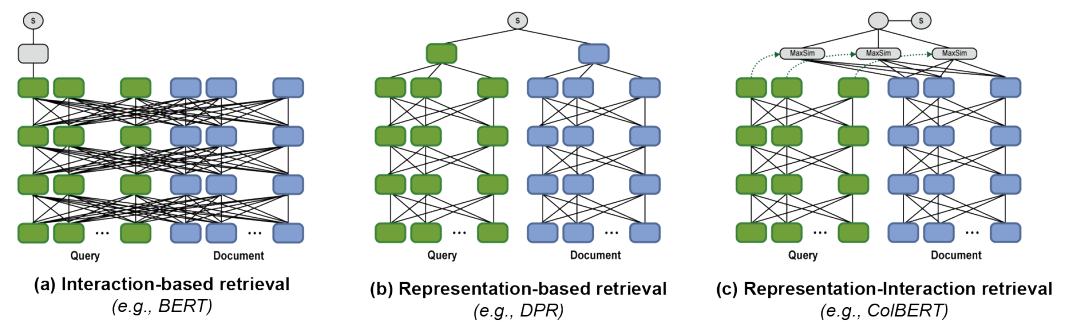 S
S
S
MaxSim MaxSim MaxSim
... ...
... ...
... ...
Query Document
Query Document
Query Document
(a) Interaction-based retrieval
(e.g., BERT)
(b) Representation-based retrieval
(e.g., DPR)
(c) Representation-Interaction retrieval
(e.g., ColBERT)